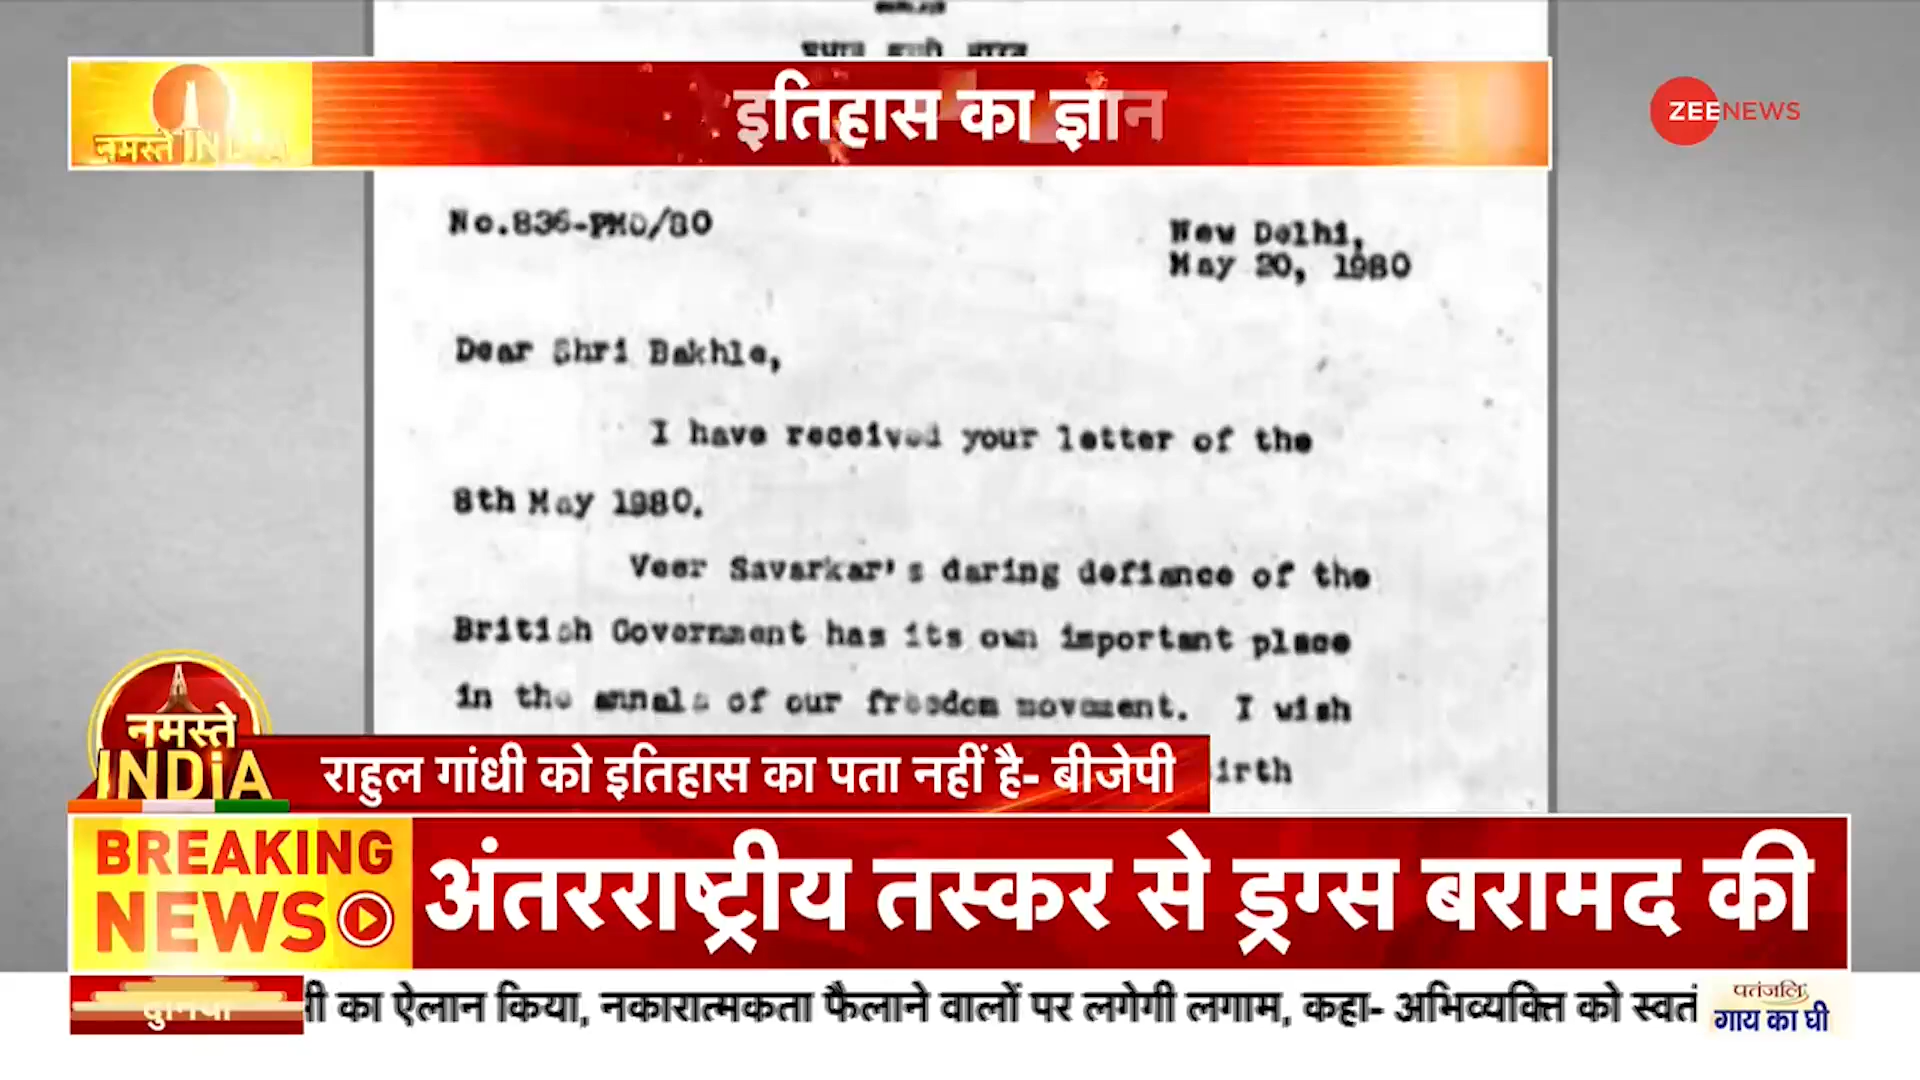 इतिहास का ज्ञान
नमस्ते INDIA
ZEENEWS
No.836-PMO/80
New Delhi,
May 20, 1980
Dear Shri Bakhle,
I have received your letter of the
8th May 1980.
Veer Savarkar's daring defiance of the
British Government has its own important place
in the annals of our freedom movement. I wish
irth
नमस्ते
INDiA
राहुल गांधी को इतिहास का पता नहीं है- बीजेपी
BREAKING
NEWS
अंतरराष्ट्रीय तस्कर से ड्रग्स बरामद की
का ऐलान किया, नकारात्मकता फैलाने वालों पर लगेगी लगाम, कहा- अभिव्यक्ति को स्वतं
पतंजलि
गाय का घी